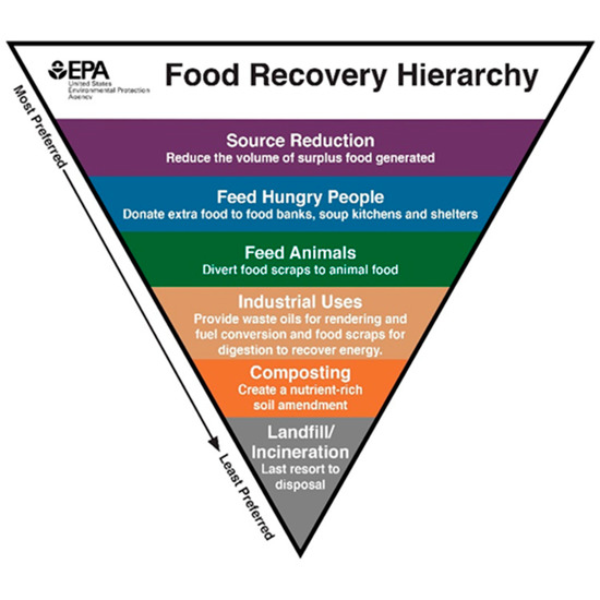 EPA
United States
Environmental Protection
Agency
Food Recovery Hierarchy
Most Preferred
Source Reduction
Reduce the volume of surplus food generated
Feed Hungry People
Donate extra food to food banks, soup kitchens and shelters
Feed Animals
Divert food scraps to animal food
Industrial Uses
Provide waste oils for rendering and
fuel conversion and food scraps for
digestion to recover energy.
Composting
Create a nutrient-rich
soil amendment
Landfill/
Incineration
Last resort to
disposal
Least Preferred